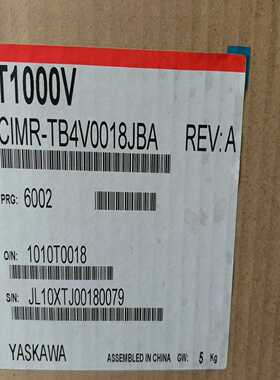 T1000V
CIMR-TB4V0018JBA REV: A
PRG: 6002
O/N: 1010T0018
S/N: JL10XTJ00180079
YASKAWA ASSEMBLED IN CHINA GW: 5 Kg